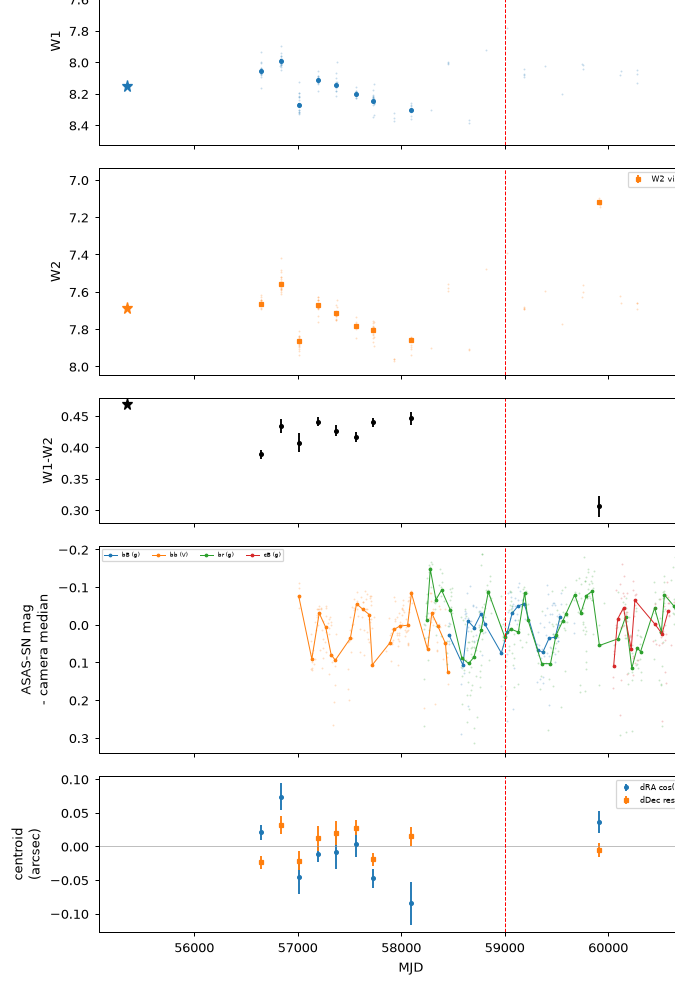 7.6
7.8
8.0
8.2
8.4
W1
7.0
7.2
7.4
7.6
7.8
8.0
W2
W2 vi
0.45
0.40
0.35
0.30
W1-W2
−0.2
−0.1
0.0
0.1
0.2
0.3
ASAS-SN mag
- camera median
bB (g) bb (V) br (g) cB (g)
0.10
0.05
0.00
−0.05
−0.10
centroid
(arcsec)
dRA cos(
dDec res
56000 57000 58000 59000 60000
MJD